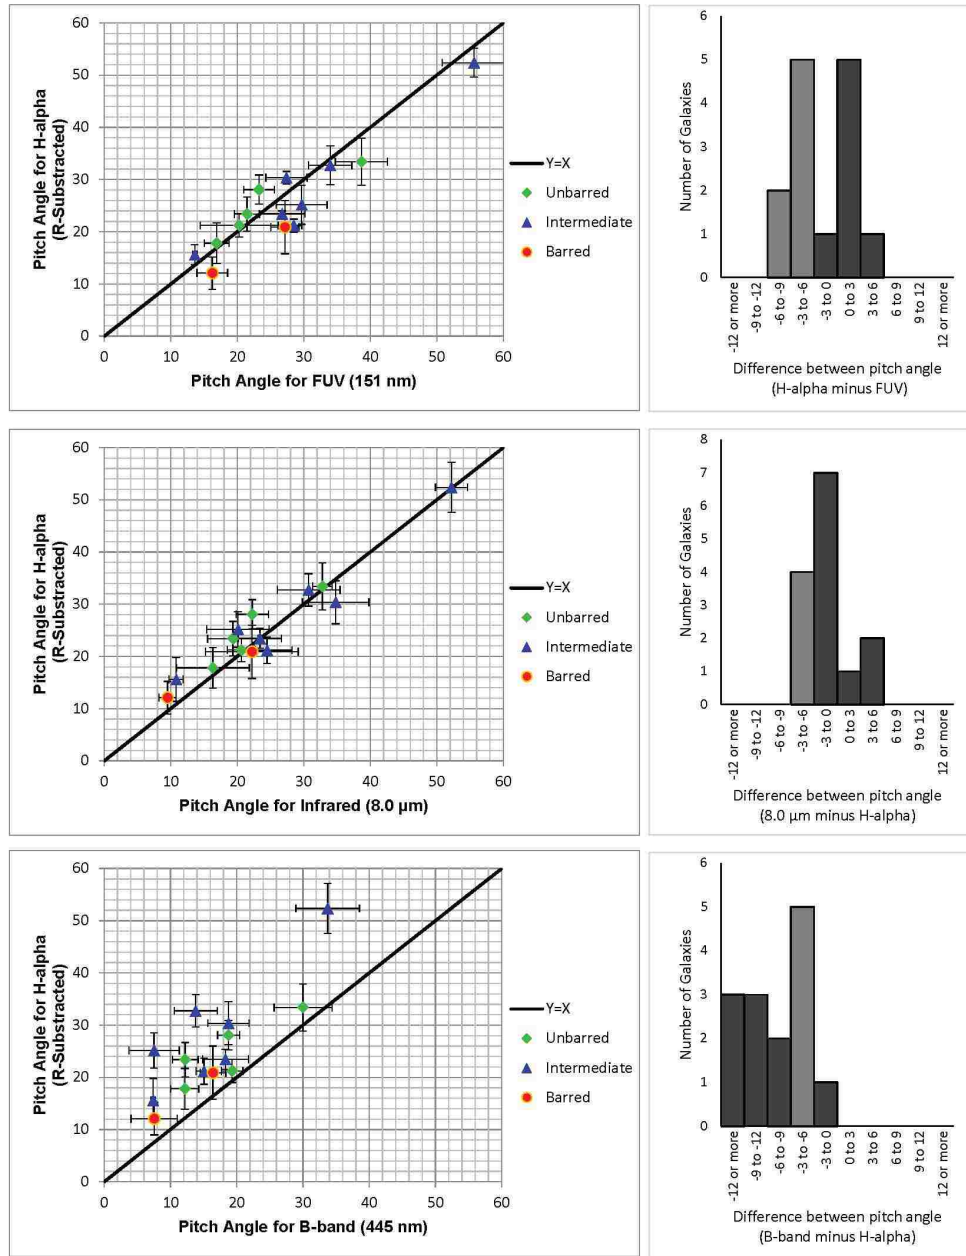 60
50
40
30
20
10
0
Pitch Angle for H-alpha
(R-Substracted)
0 10 20 30 40 50 60
Pitch Angle for FUV (151 nm)
Y=X
Unbarred
Intermediate
Barred
6
5
4
3
2
1
0
Number of Galaxies
-12 or more
-9 to -12
-6 to -9
-3 to -6
-3 to 0
0 to 3
3 to 6
6 to 9
9 to 12
12 or more
Difference between pitch angle
(H-alpha minus FUV)
60
50
40
30
20
10
0
Pitch Angle for H-alpha
(R-Substracted)
0 10 20 30 40 50 60
Pitch Angle for Infrared (8.0 μm)
Y=X
Unbarred
Intermediate
Barred
8
7
6
5
4
3
2
1
0
Number of Galaxies
-12 or more
-9 to -12
-6 to -9
-3 to -6
-3 to 0
0 to 3
3 to 6
6 to 9
9 to 12
12 or more
Difference between pitch angle
(8.0 μm minus H-alpha)
60
50
40
30
20
10
0
Pitch Angle for H-alpha
(R-Substracted)
0 10 20 30 40 50 60
Pitch Angle for B-band (445 nm)
Y=X
Unbarred
Intermediate
Barred
6
5
4
3
2
1
0
Number of Galaxies
-12 or more
-9 to -12
-6 to -9
-3 to -6
-3 to 0
0 to 3
3 to 6
6 to 9
9 to 12
12 or more
Difference between pitch angle
(B-band minus H-alpha)